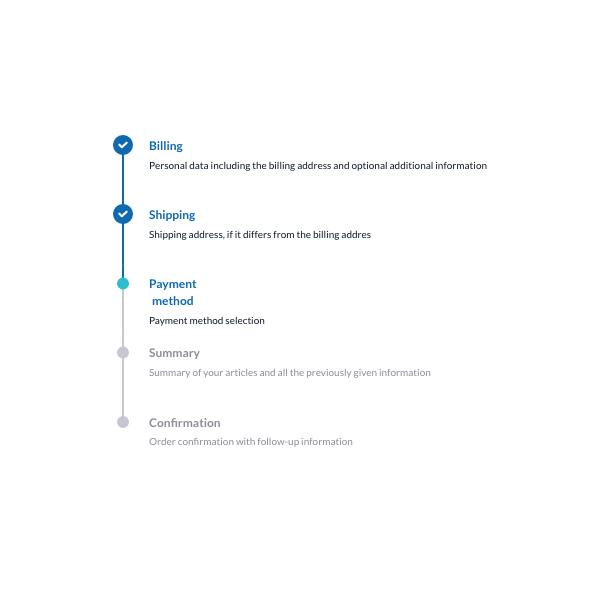 Billing
Personal data including the billing address and optional additional information
Shipping
Shipping address, if it differs from the billing addres
Payment
method
Payment method selection
Summary
Summary of your articles and all the previously given information
Confirmation
Order confirmation with follow-up information